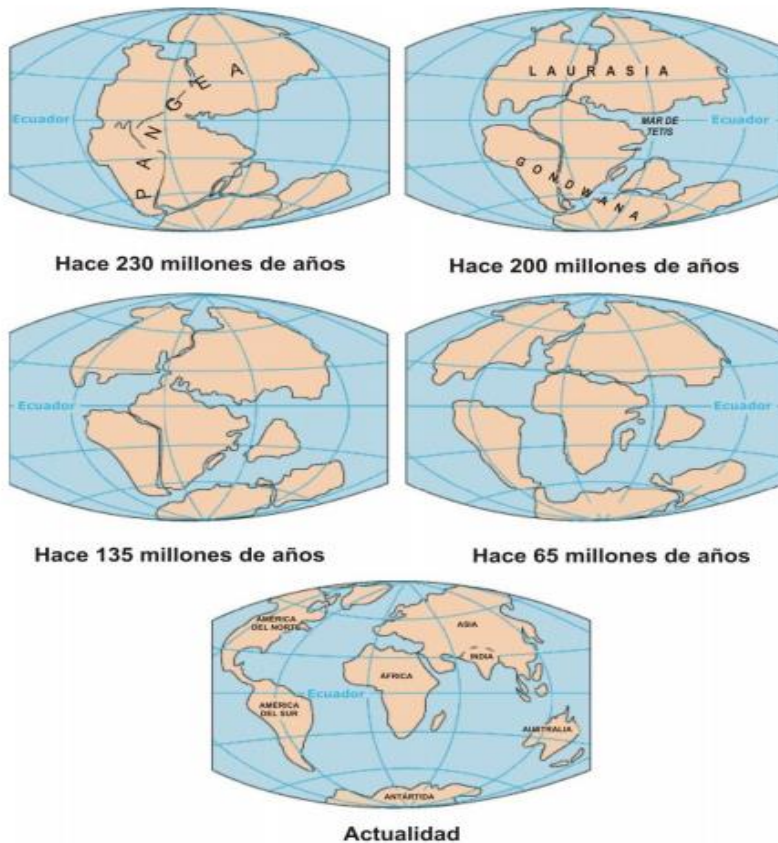 PANGEA
Ecuador
Hace 230 millones de años
LAURASIA
MAR DE
TETIS
Ecuador
GONDWANA
Hace 200 millones de años
Ecuador
Hace 135 millones de años
Ecuador
Hace 65 millones de años
AMÉRICA
DEL NORTE
ASIA
INDIA
ÁFRICA
Ecuador
AMÉRICA
DEL SUR
AUSTRALIA
ANTÁRTIDA
Actualidad